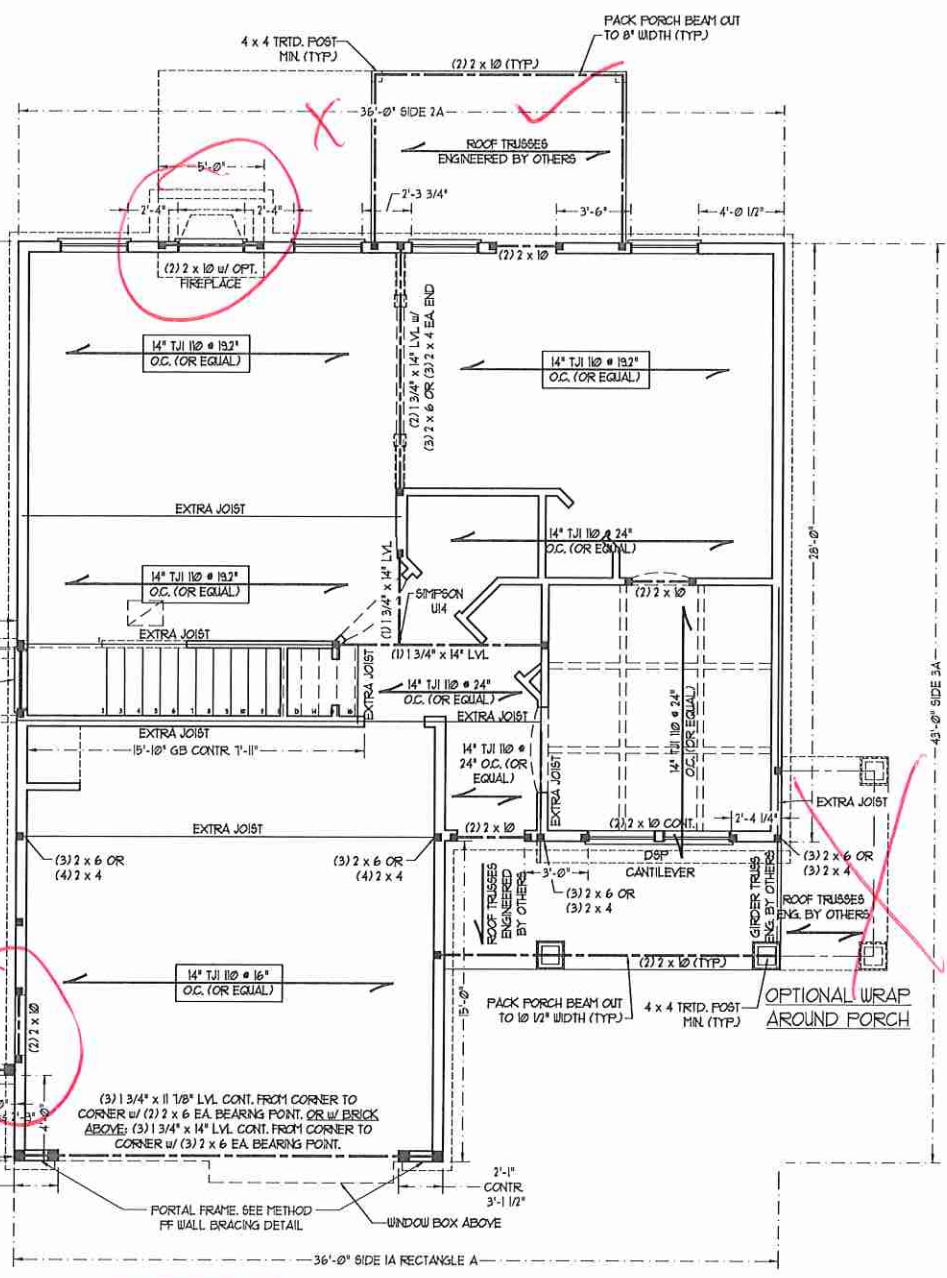 PACK PORCH BEAM OUT
TO 8" WIDTH (TYP.)
4 x 4 TRTD. POST
MIN. (TYP.)
(2) 2 x 10 (TYP.)
36'-0" SIDE 2A
ROOF TRUSSES
ENGINEERED BY OTHERS
5'-0"
2'-4"
2'-4"
2'-3 3/4"
3'-6"
4'-0 1/2"
(2) 2 x 10 w/ OPT.
FIREPLACE
(2) 2 x 10
14" TJI 110 @ 19.2"
O.C. (OR EQUAL)
(2) 1 3/4" x 14" LVL w/
(3) 2 x 6 OR (3) 2 x 4 EA. END
14" TJI 110 @ 19.2"
O.C. (OR EQUAL)
EXTRA JOIST
14" TJI 110 @ 24"
O.C. (OR EQUAL)
28'-0"
14" TJI 110 @ 19.2"
O.C. (OR EQUAL)
(1) 1 3/4" x 14" LVL
SIMPSON
U14
(2) 2 x 10
EXTRA JOIST
(1) 1 3/4" x 14" LVL
43'-0" SIDE 3A
EXTRA JOIST
14" TJI 110 @ 24"
O.C. (OR EQUAL)
14" TJI 110 @ 24"
O.C. (OR EQUAL)
EXTRA JOIST
EXTRA JOIST
15'-10" GB CONTR. 7'-11"
14" TJI 110 @
24" O.C. (OR
EQUAL)
EXTRA JOIST
EXTRA JOIST
EXTRA JOIST
(2) 2 x 10
(2) 2 x 10 CONT.
2'-4 1/4"
(3) 2 x 6 OR
(4) 2 x 4
(3) 2 x 6 OR
(4) 2 x 4
DSP
CANTILEVER
3'-0"
(3) 2 x 6 OR
(3) 2 x 4
(3) 2 x 6 OR
(3) 2 x 4
ROOF TRUSSES
ENGINEERED
BY OTHERS
GIRDER TRUSS
ENG. BY OTHERS
ROOF TRUSSES
ENG. BY OTHERS
14" TJI 110 @ 16"
O.C. (OR EQUAL)
(2) 2 x 10 (TYP.)
(2) 2 x 10
PACK PORCH BEAM OUT
TO 10 1/2" WIDTH (TYP.)
4 x 4 TRTD. POST
MIN. (TYP.)
OPTIONAL WRAP
AROUND PORCH
15'-0"
4'-0"
(3) 1 3/4" x 11 7/8" LVL CONT. FROM CORNER TO
CORNER w/ (2) 2 x 6 EA. BEARING POINT. OR w/ BRICK
ABOVE: (3) 1 3/4" x 14" LVL CONT. FROM CORNER TO
CORNER w/ (3) 2 x 6 EA. BEARING POINT.
2'-1"
CONTR.
3'-1 1/2"
PORTAL FRAME. SEE METHOD
PF WALL BRACING DETAIL
WINDOW BOX ABOVE
36'-0" SIDE 1A RECTANGLE A